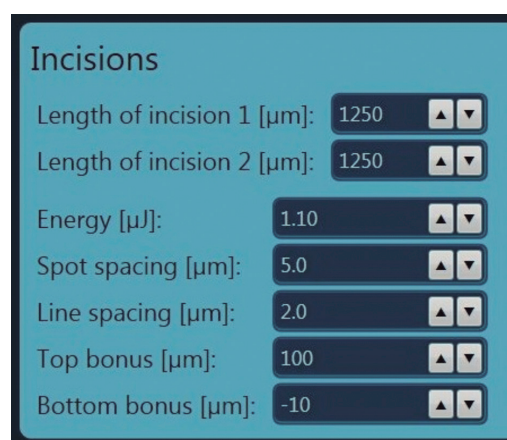 Incisions
Length of incision 1 [µm]: 1250
Length of incision 2 [µm]: 1250
Energy [µJ]: 1.10
Spot spacing [µm]: 5.0
Line spacing [µm]: 2.0
Top bonus [µm]: 100
Bottom bonus [µm]: -10